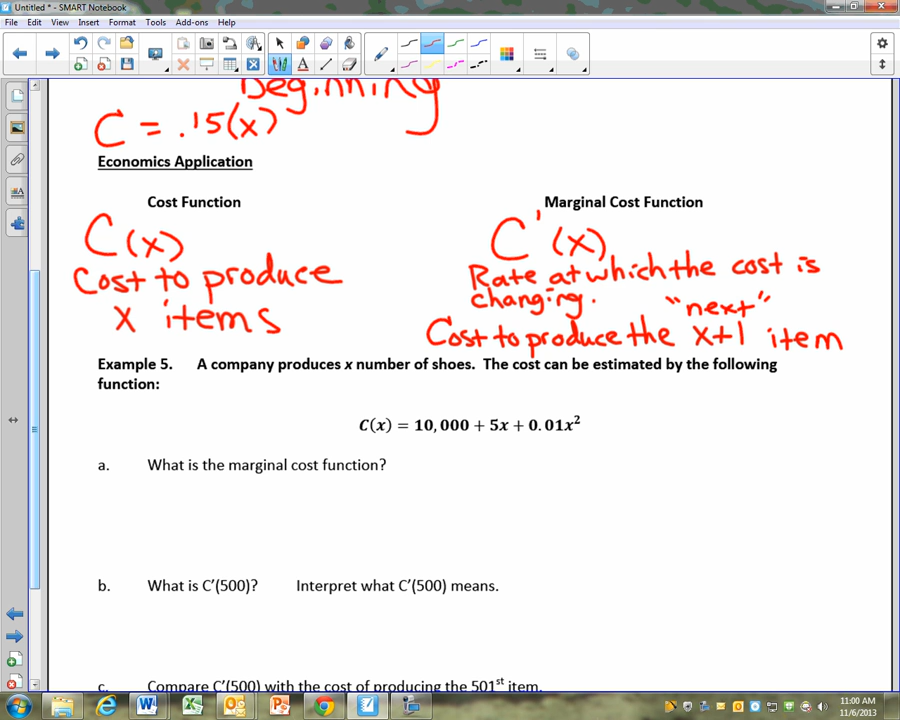 Untitled * - SMART Notebook
File Edit View Insert Format Tools Add-ons Help
Beginning
C = .15(x)
Economics Application
Cost Function
Marginal Cost Function
C(x)
C'(x)
Cost to produce
x items
Rate at which the cost is
changing.
"next"
Cost to produce the x+1 item
Example 5. A company produces x number of shoes. The cost can be estimated by the following
function:
C(x) = 10,000 + 5x + 0.01x²
a. What is the marginal cost function?
b. What is C'(500)? Interpret what C'(500) means.
c. Compare C'(500) with the cost of producing the 501st item.
11:00 AM
11/6/2013